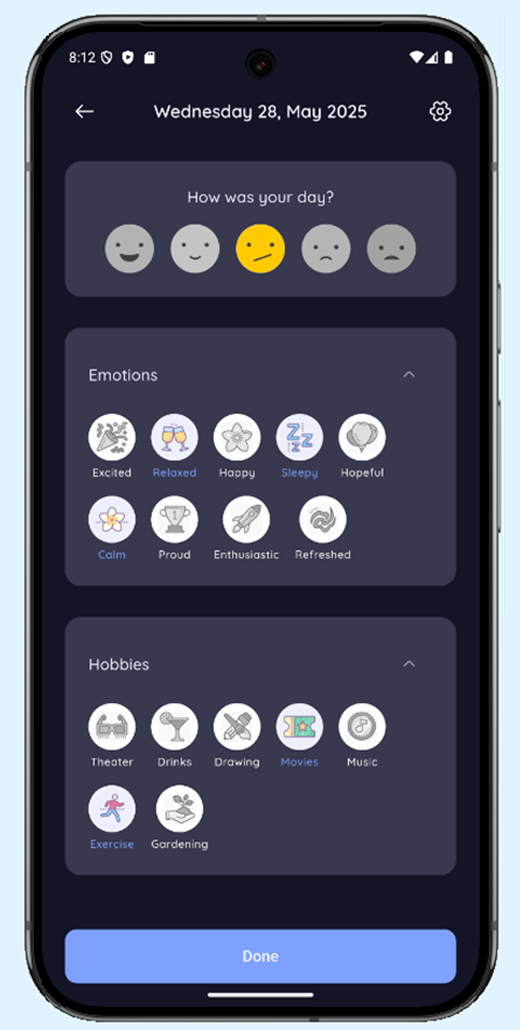 8:12
Wednesday 28, May 2025
How was your day?
Emotions
Excited Relaxed Happy Sleepy Hopeful
Calm Proud Enthusiastic Refreshed
Hobbies
Theater Drinks Drawing Movies Music
Exercise Gardening
Done